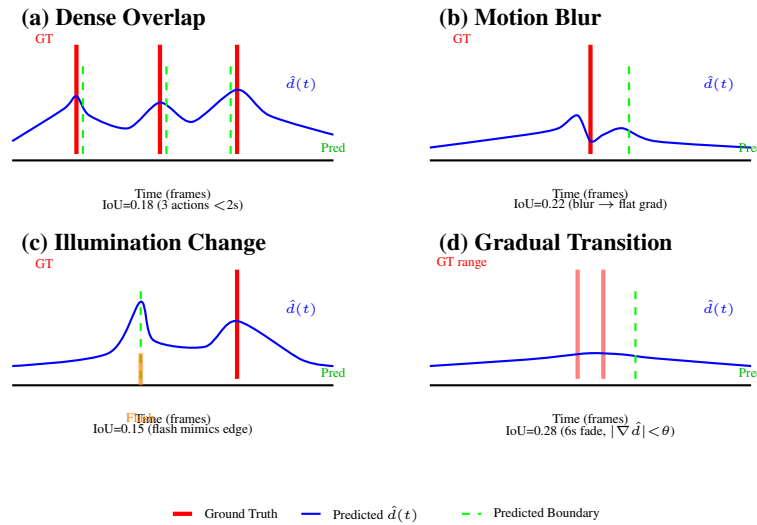 (a) Dense Overlap
GT
d̂(t)
Pred
Time (frames)
IoU=0.18 (3 actions <2s)
(b) Motion Blur
GT
d̂(t)
Pre
Time (frames)
IoU=0.22 (blur → flat grad)
(c) Illumination Change
GT
d̂(t)
Pred
Flash
Time (frames)
IoU=0.15 (flash mimics edge)
(d) Gradual Transition
GT range
d̂(t)
Pre
Time (frames)
IoU=0.28 (6s fade, |∇d̂|<θ)
Ground Truth
Predicted d̂(t)
Predicted Boundary